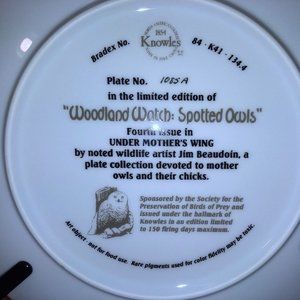 1854
Knowles
Bradex No.
84 - K41 - 134.4
Plate No. 1085A
in the limited edition of
"Woodland Watch: Spotted Owls"
Fourth issue in
UNDER MOTHER'S WING
by noted wildlife artist Jim Beaudoin, a
plate collection devoted to mother
owls and their chicks.
Sponsored by the Society for the
Preservation of Birds of Prey and
issued under the hallmark of
Knowles in an edition limited
to 150 firing days maximum.
Art object - not for food use. Rare pigments used for color fidelity may be toxic.